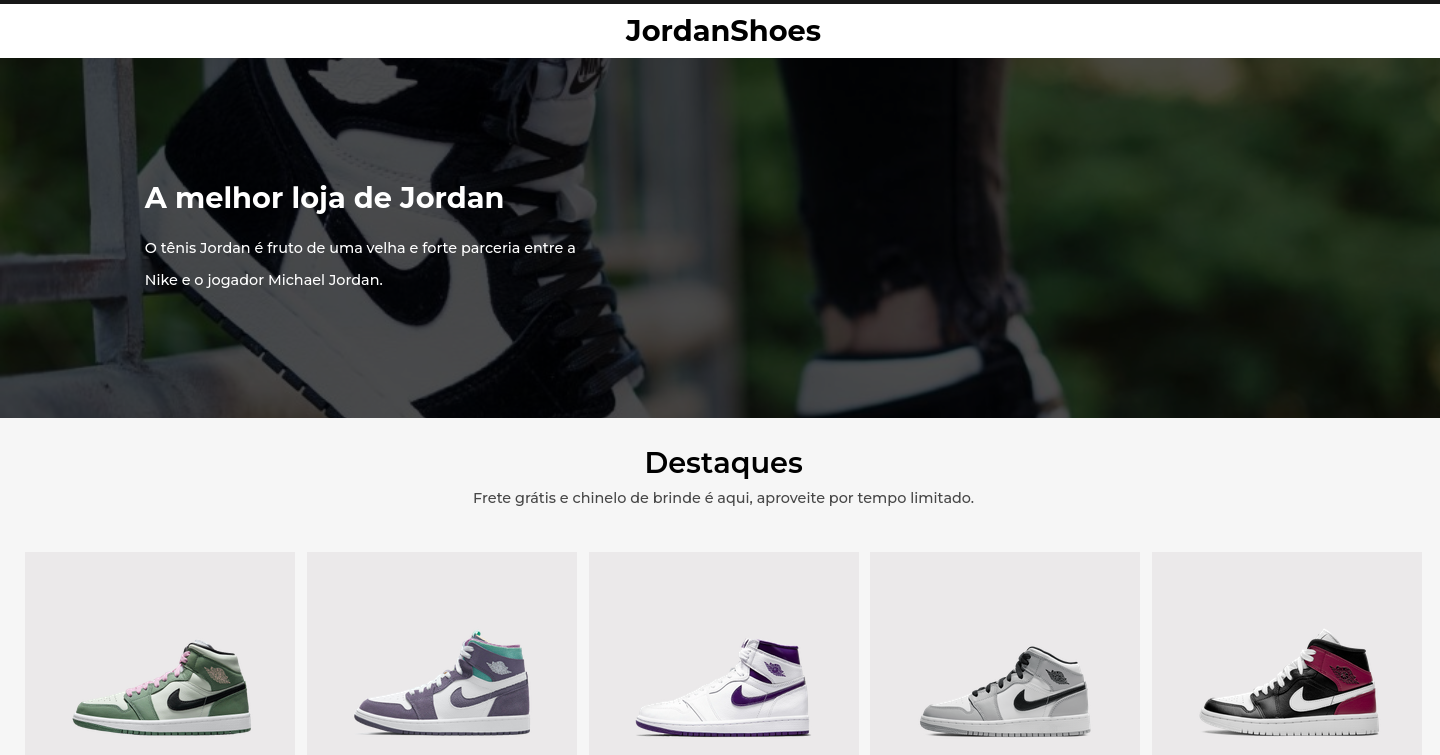 JordanShoes
A melhor loja de Jordan
O tênis Jordan é fruto de uma velha e forte parceria entre a
Nike e o jogador Michael Jordan.
Destaques
Frete grátis e chinelo de brinde é aqui, aproveite por tempo limitado.